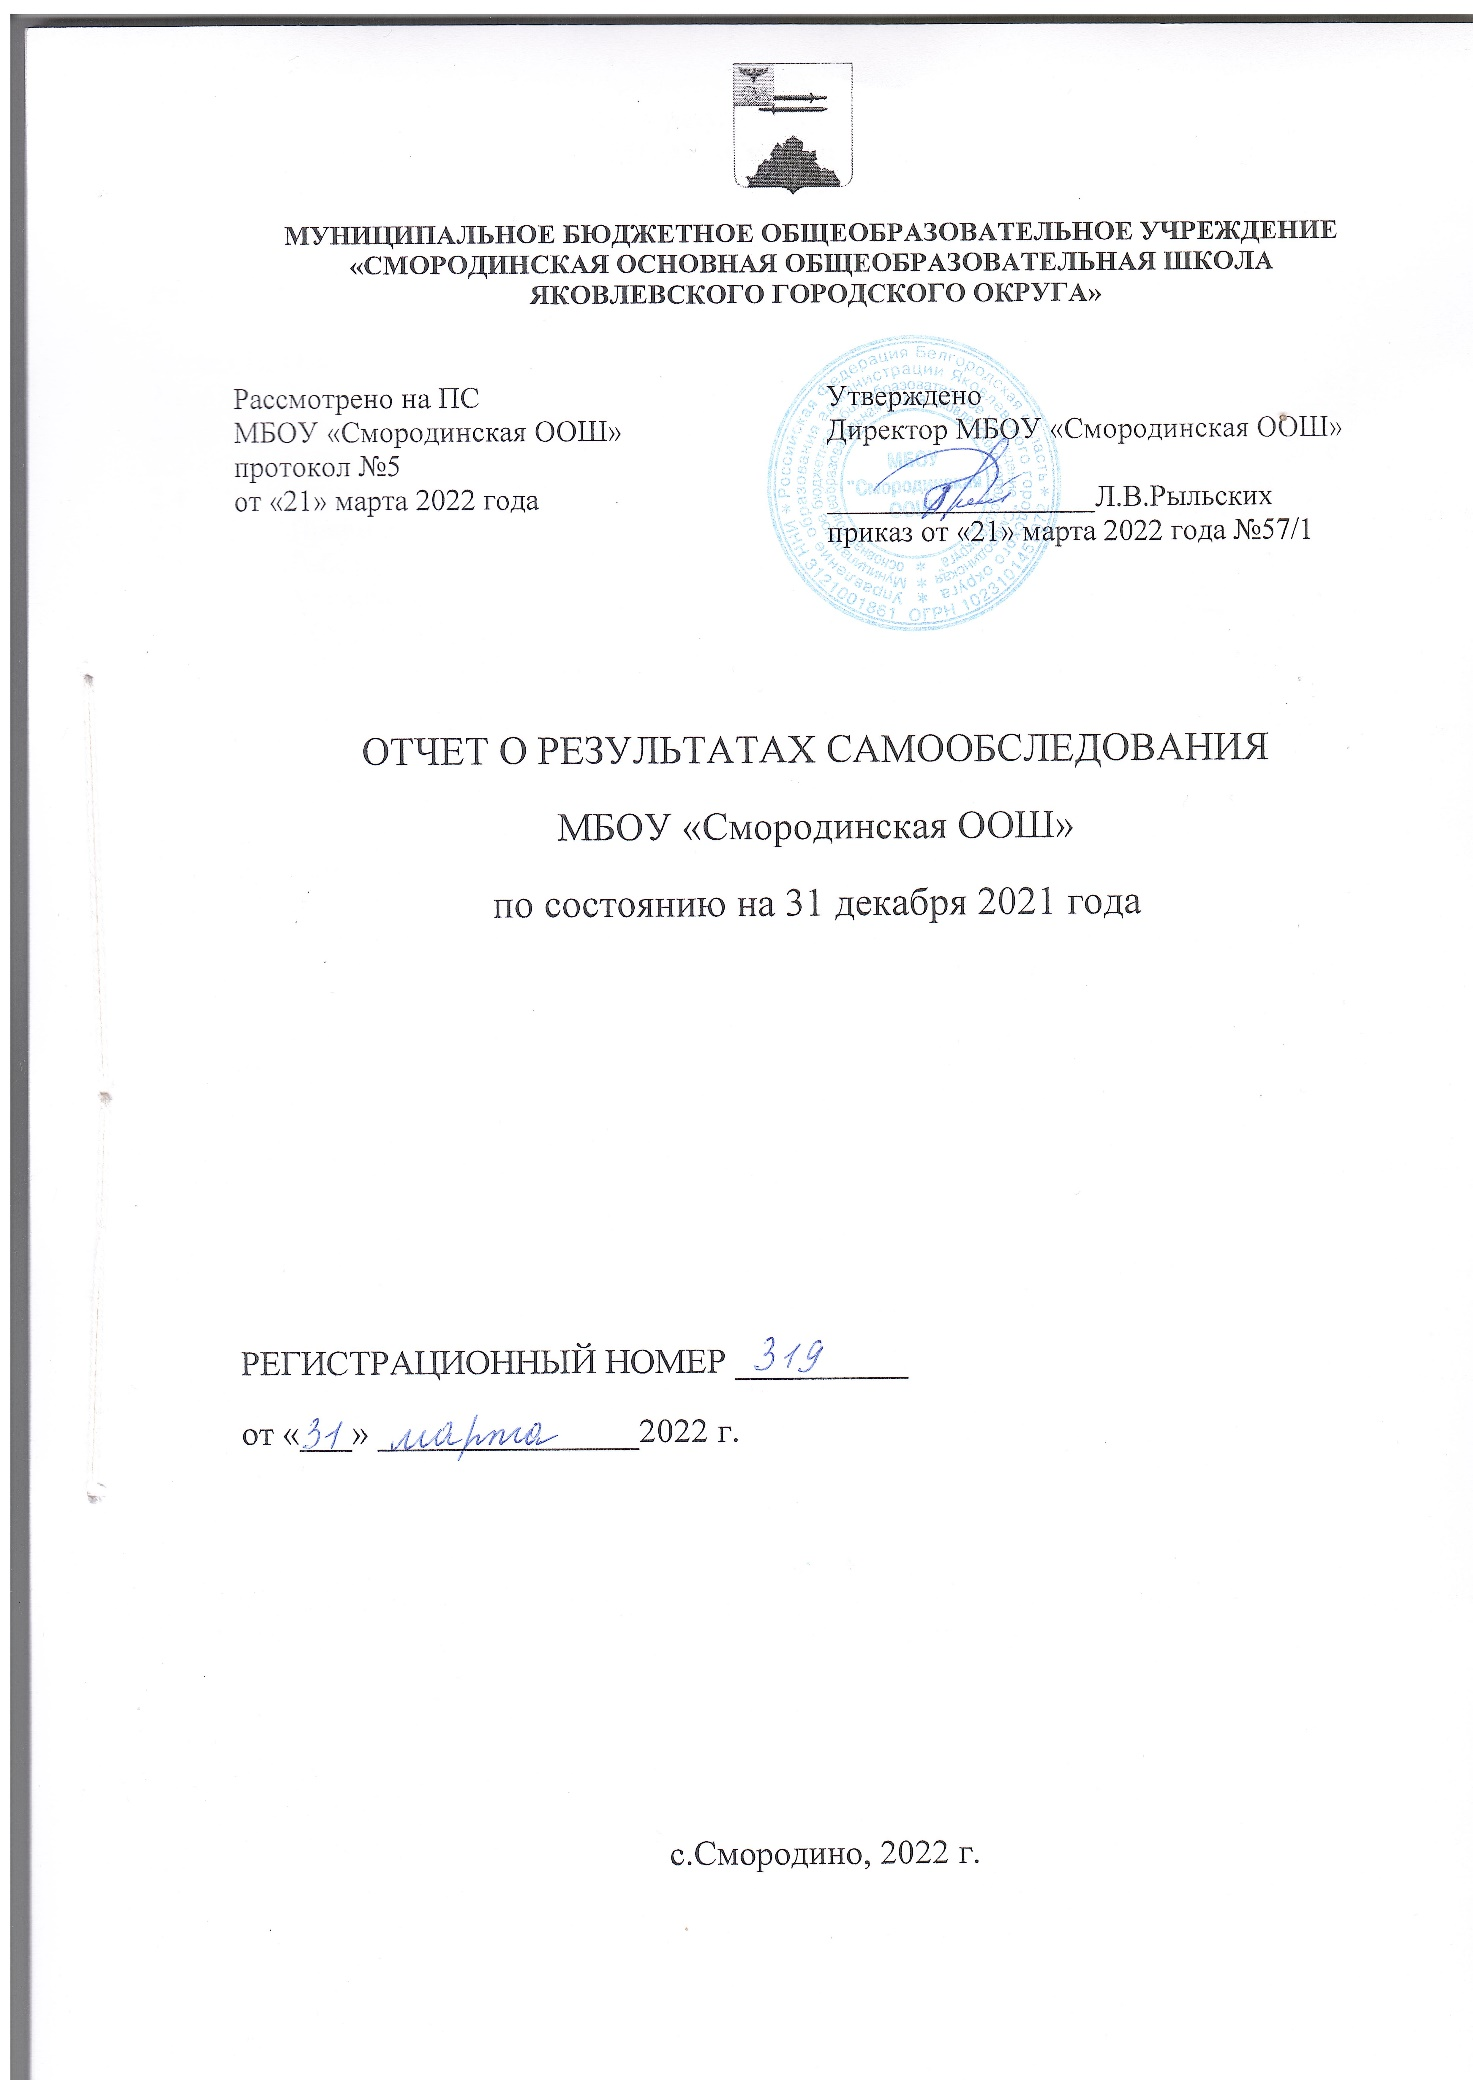 МУНИЦИПАЛЬНОЕ БЮДЖЕТНОЕ ОБЩЕОБРАЗОВАТЕЛЬНОЕ УЧРЕЖДЕНИЕ
«СМОРОДИНСКАЯ ОСНОВНАЯ ОБЩЕОБРАЗОВАТЕЛЬНАЯ ШКОЛА
ЯКОВЛЕВСКОГО ГОРОДСКОГО ОКРУГА»
Рассмотрено на ПС
МБОУ «Смородинская ООШ»
протокол №5
от «21» марта 2022 года
Утверждено
Директор МБОУ «Смородинская ООШ»
Л.В.Рыльских
приказ от «21» марта 2022 года №57/1
МБОУ
"Смородинская
ООШ"
ОТЧЕТ О РЕЗУЛЬТАТАХ САМООБСЛЕДОВАНИЯ
МБОУ «Смородинская ООШ»
по состоянию на 31 декабря 2021 года
РЕГИСТРАЦИОННЫЙ НОМЕР 319
от «31» марта 2022 г.
с.Смородино, 2022 г.